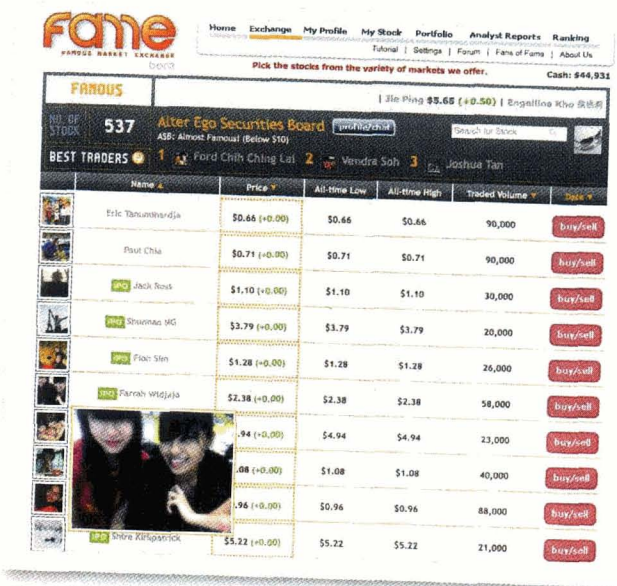 fame
FAMOUS MARKET EXCHANGE
beta
Home Exchange My Profile My Stock Portfolio Analyst Reports Ranking
Tutorial | Settings | Forum | Fans of Fame | About Us
Pick the stocks from the variety of markets we offer.
Cash: $44,931
FAMOUS
| Jie Ping $5.65 (+0.50) | Engeline Kho
NO. OF STOCK 537
Alter Ego Securities Board profile/chat
ASB: Almost Famous! (Below $10)
Search for Stock
BEST TRADERS 1 Ford Chih Ching Lai 2 Vendra Soh 3 Joshua Tan
Name Price All-time Low All-time High Traded Volume Date
Eric Tanumihardja $0.66 (+0.00) $0.66 $0.66 90,000 buy/sell
Paul Chia $0.71 (+0.00) $0.71 $0.71 90,000 buy/sell
IPO Jack $1.10 (+0.00) $1.10 $1.10 30,000 buy/sell
IPO Shunnan NG $3.79 (+0.00) $3.79 $3.79 20,000 buy/sell
IPO Fion Sim $1.28 (+0.00) $1.28 $1.28 26,000 buy/sell
IPO Farrah Widjaja $2.38 (+0.00) $2.38 $2.38 58,000 buy/sell
.94 (+0.00) $4.94 $4.94 23,000 buy/sell
.08 (+0.00) $1.08 $1.08 40,000 buy/sell
.96 (+0.00) $0.96 $0.96 88,000 buy/sell
IPO Shire Kirkpatrick $5.22 (+0.00) $5.22 $5.22 21,000 buy/sell